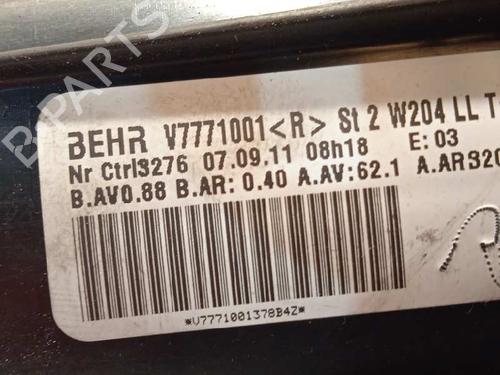 BEHR V7771001<R> St 2 W204 LL T
Nr Ctrl3276 07.09.11 08h18 E: 03
B.AV0.88 B.AR: 0.40 A.AV:62.1 A.AR320
*V7771001378B4Z*
B-PARTS